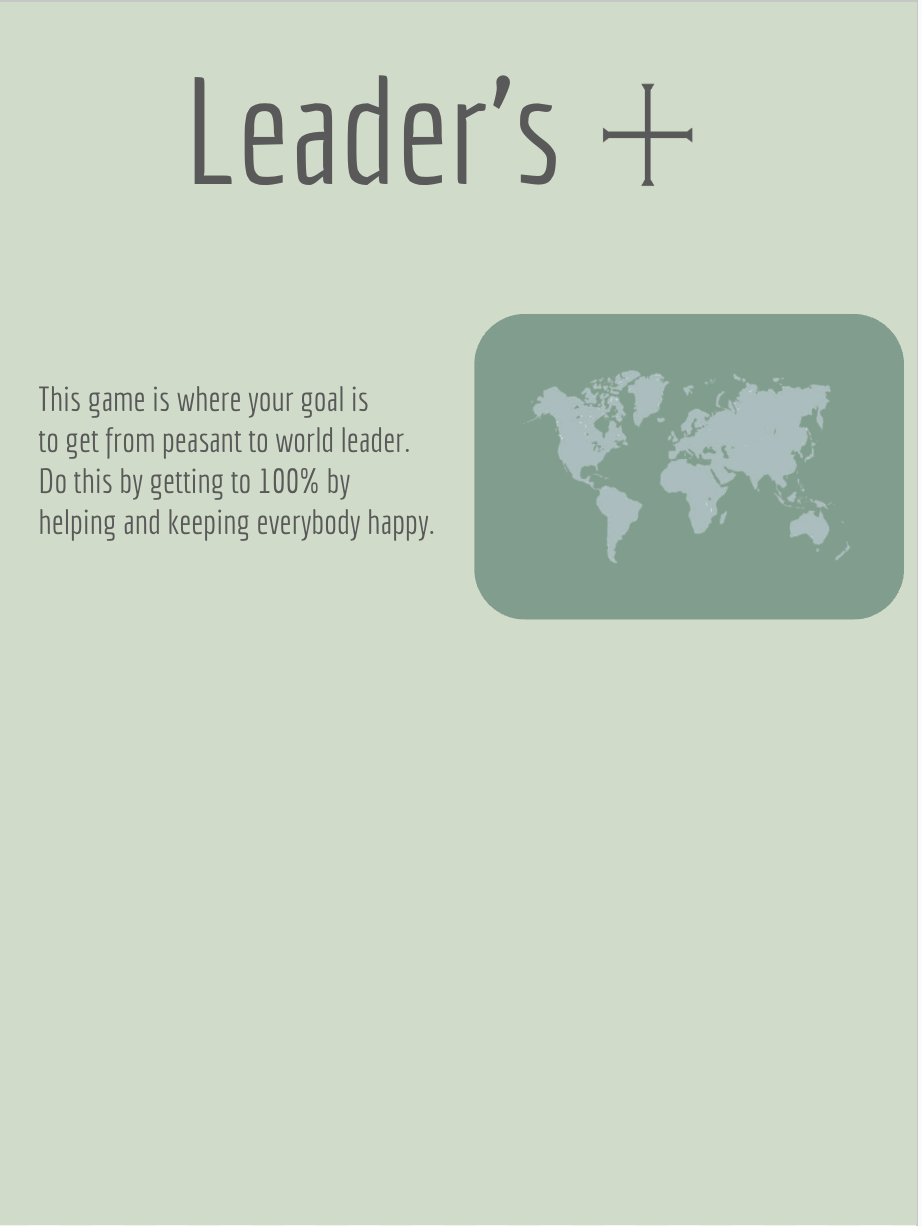 Leader's +
This game is where your goal is
to get from peasant to world leader.
Do this by getting to 100% by
helping and keeping everybody happy.